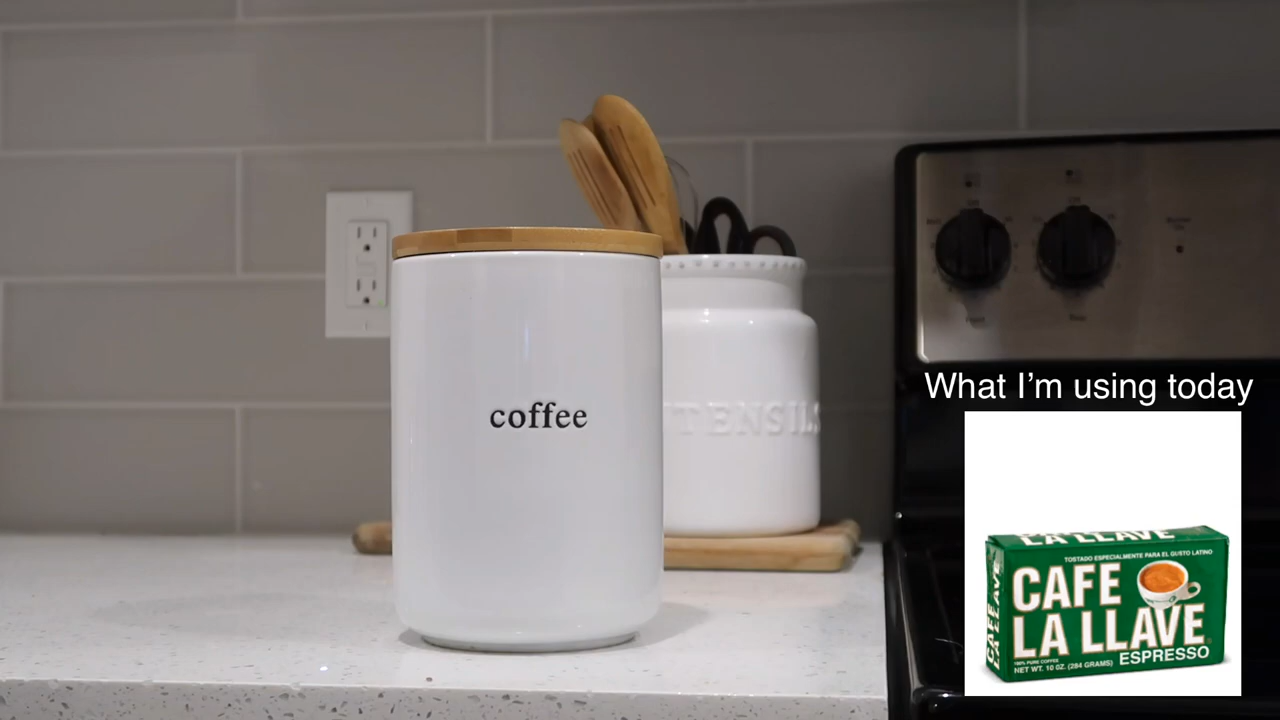 coffee
UTENSILS
What I'm using today
LA LLAVE
TOSTADO ESPECIALMENTE PARA EL GUSTO LATINO
CAFE
LA LLAVE
ESPRESSO
100% PURE COFFEE
NET WT. 10 OZ. (284 GRAMS)
CAFE
LA LLAVE